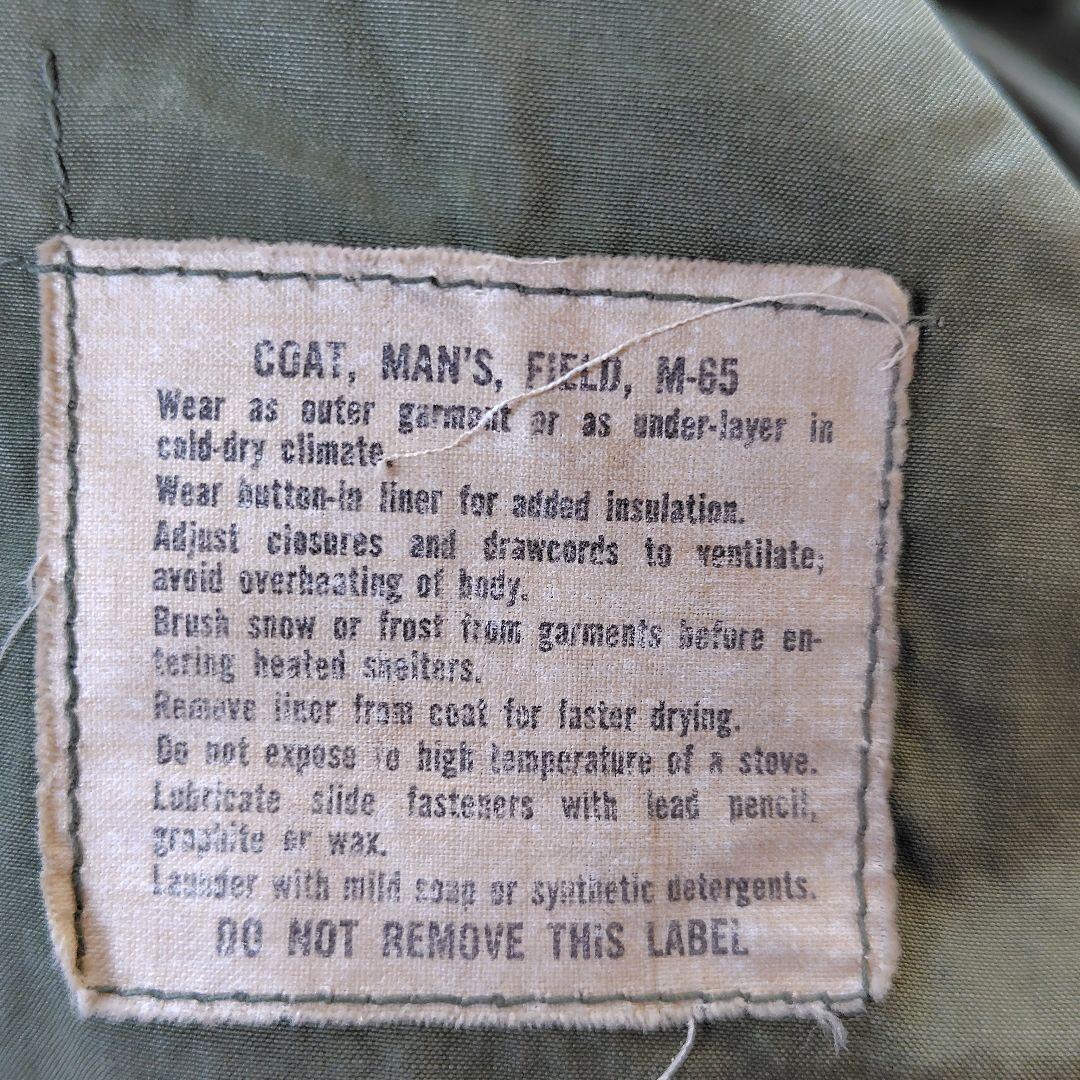 COAT, MAN'S, FIELD, M-65
Wear as outer garment or as under-layer in
cold-dry climate.
Wear button-in liner for added insulation.
Adjust closures and drawcords to ventilate;
avoid overheating of body.
Brush snow or frost from garments before en-
tering heated shelters.
Remove liner from coat for faster drying.
Do not expose to high temperature of a stove.
Lubricate slide fasteners with lead pencil,
graphite or wax.
Launder with mild soap or synthetic detergents.
DO NOT REMOVE THIS LABEL